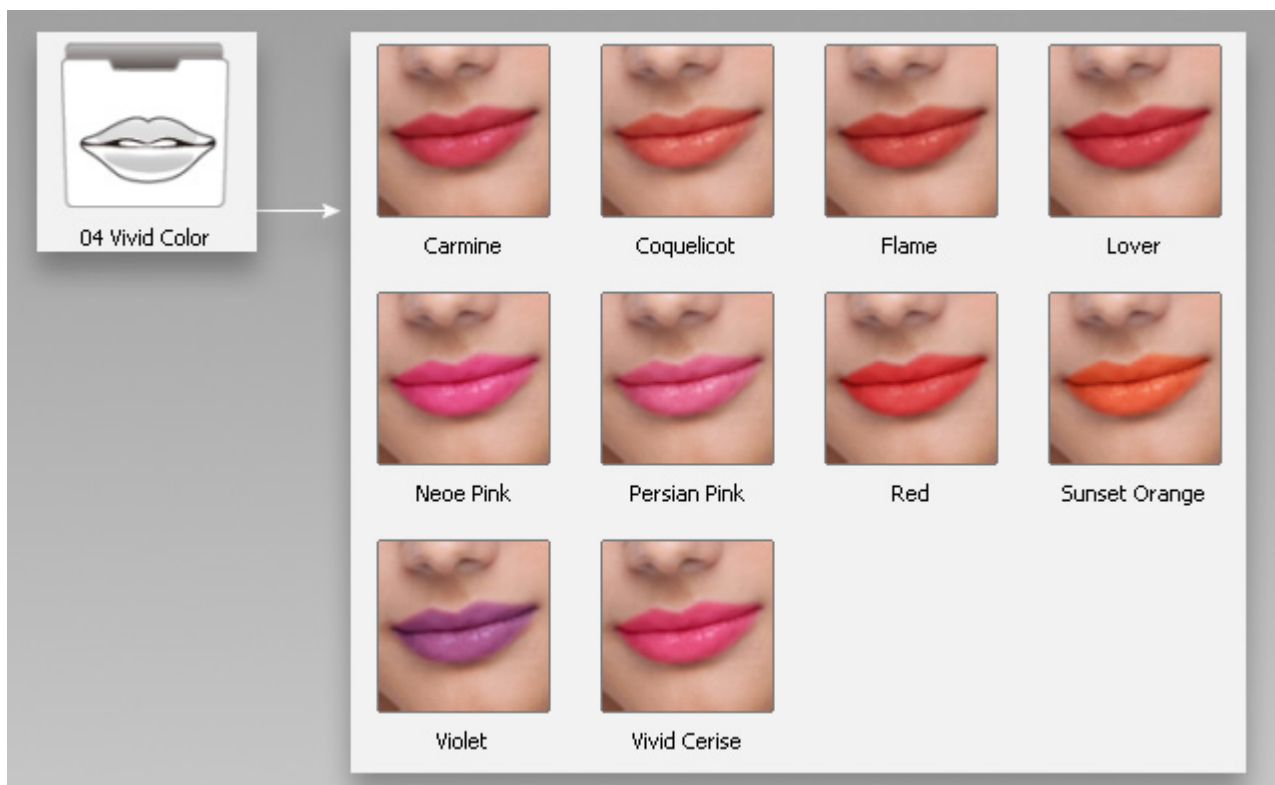 04 Vivid Color
Carmine
Coquelicot
Flame
Lover
Neoe Pink
Persian Pink
Red
Sunset Orange
Violet
Vivid Cerise